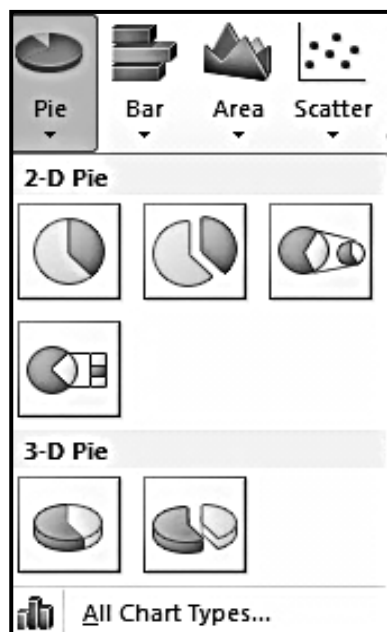 Pie Bar Area Scatter
2-D Pie
3-D Pie
All Chart Types...